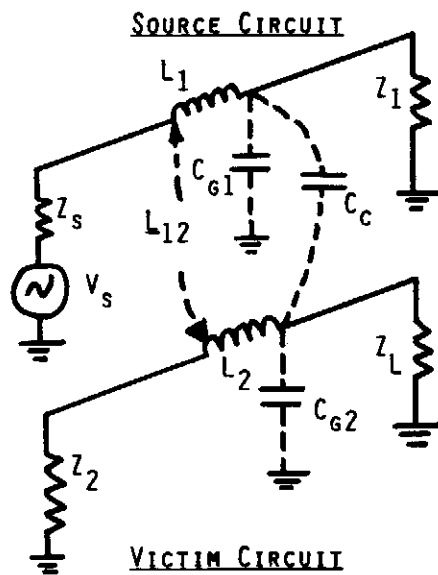 SOURCE CIRCUIT
L1
Z1
CG1
CC
ZS
L12
VS
L2
ZL
CG2
Z2
VICTIM CIRCUIT